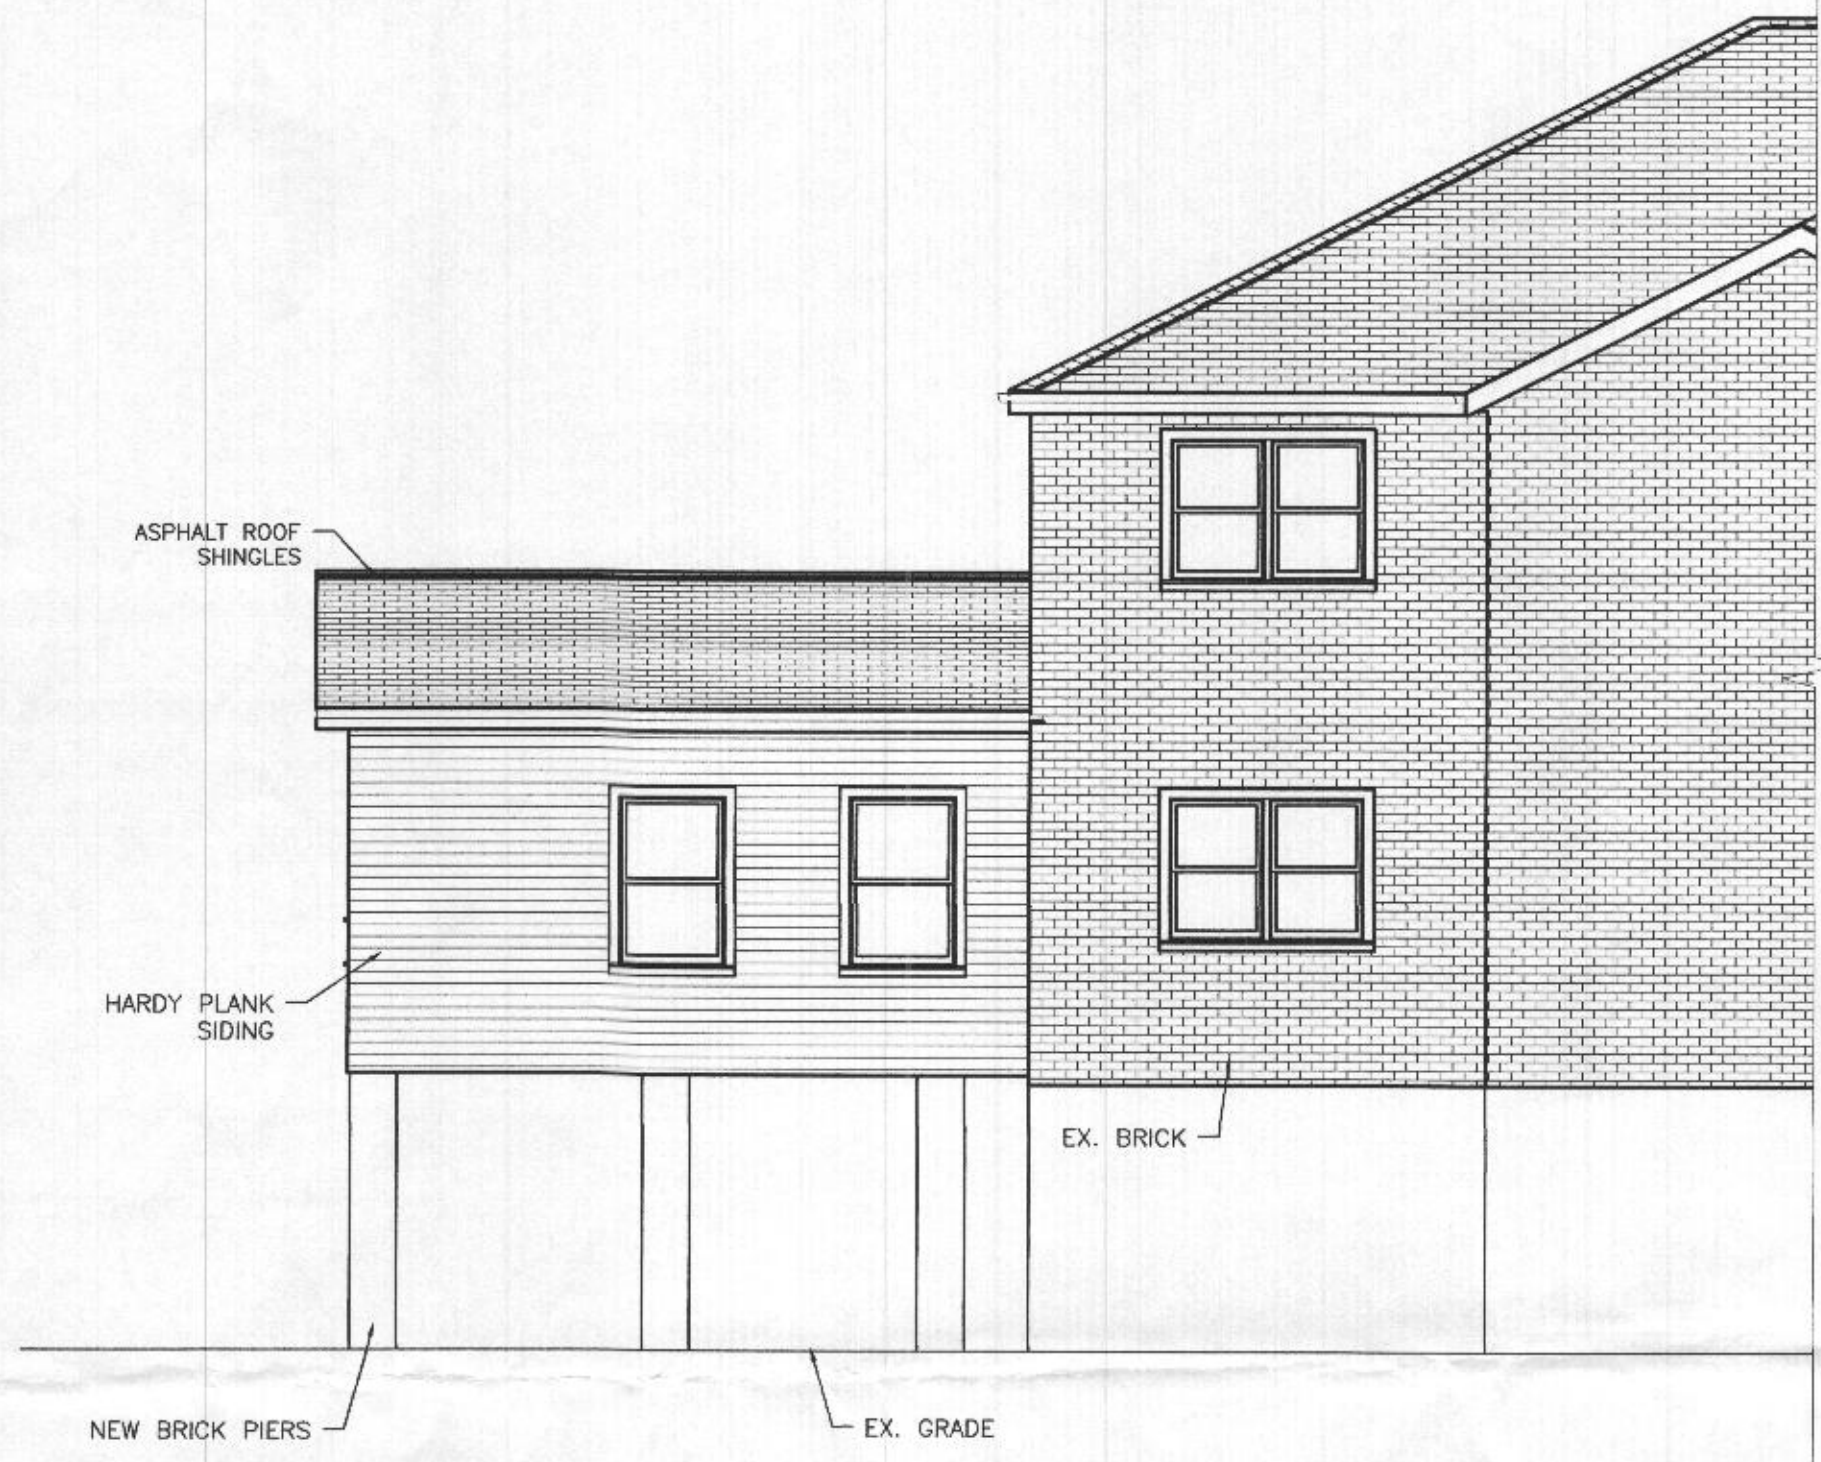 ASPHALT ROOF
SHINGLES
HARDY PLANK
SIDING
EX. BRICK
NEW BRICK PIERS
EX. GRADE